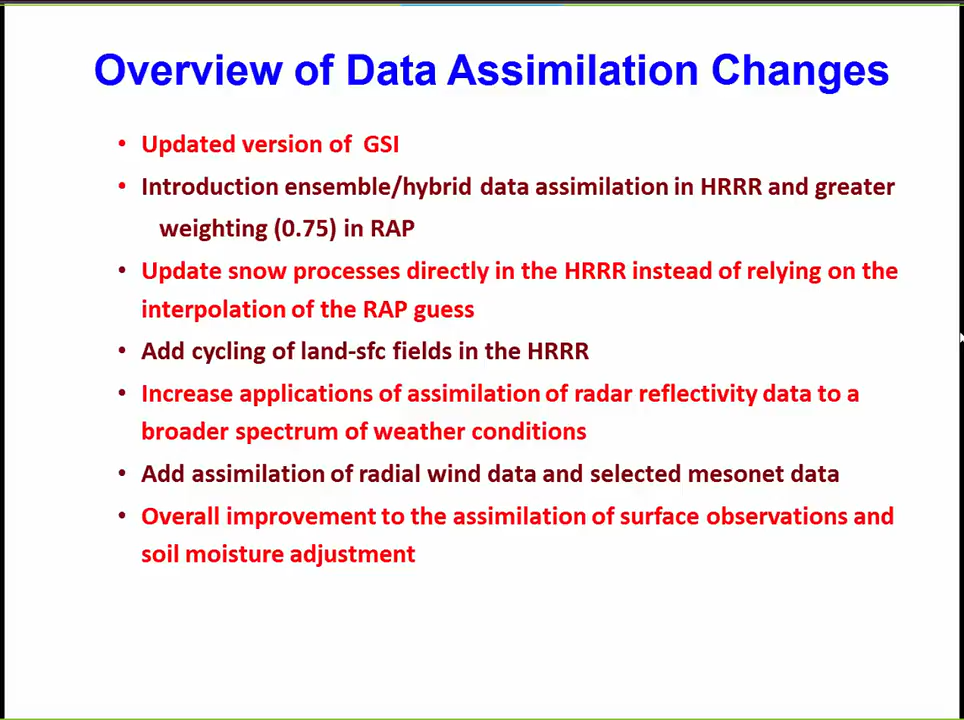 Overview of Data Assimilation Changes
• Updated version of GSI
• Introduction ensemble/hybrid data assimilation in HRRR and greater
weighting (0.75) in RAP
• Update snow processes directly in the HRRR instead of relying on the
interpolation of the RAP guess
• Add cycling of land-sfc fields in the HRRR
• Increase applications of assimilation of radar reflectivity data to a
broader spectrum of weather conditions
• Add assimilation of radial wind data and selected mesonet data
• Overall improvement to the assimilation of surface observations and
soil moisture adjustment